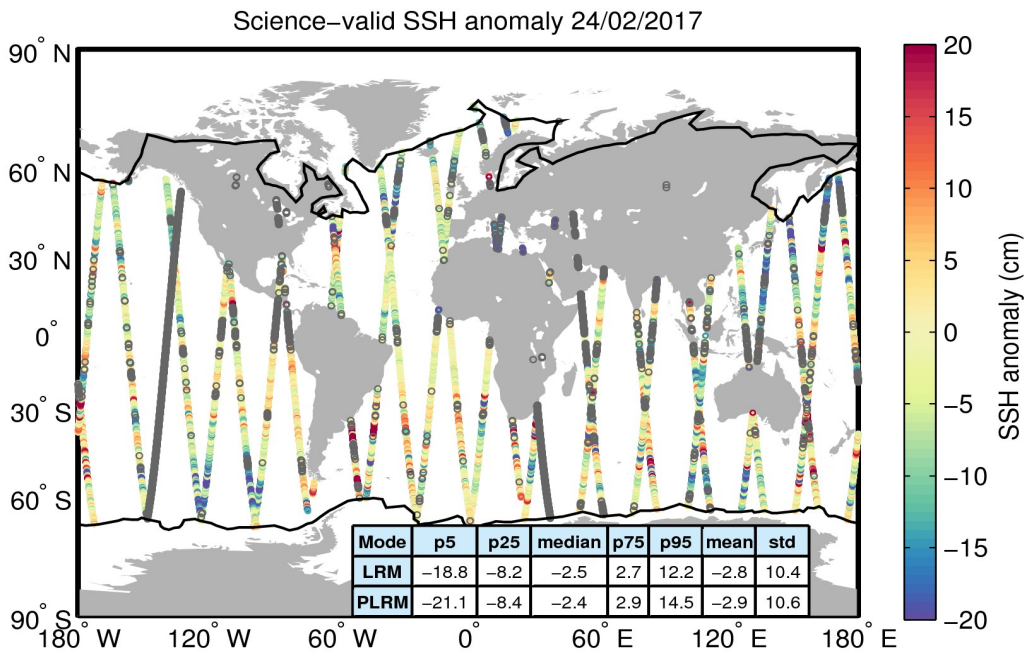 Science−valid SSH anomaly 24/02/2017
90° N
60° N
30° N
0°
30° S
60° S
90° S
180° W
120° W
60° W
0°
60° E
120° E
180° E
Mode p5 p25 median p75 p95 mean std
LRM −18.8 −8.2 −2.5 2.7 12.2 −2.8 10.4
PLRM −21.1 −8.4 −2.4 2.9 14.5 −2.9 10.6
20
15
10
5
0
−5
−10
−15
−20
SSH anomaly (cm)